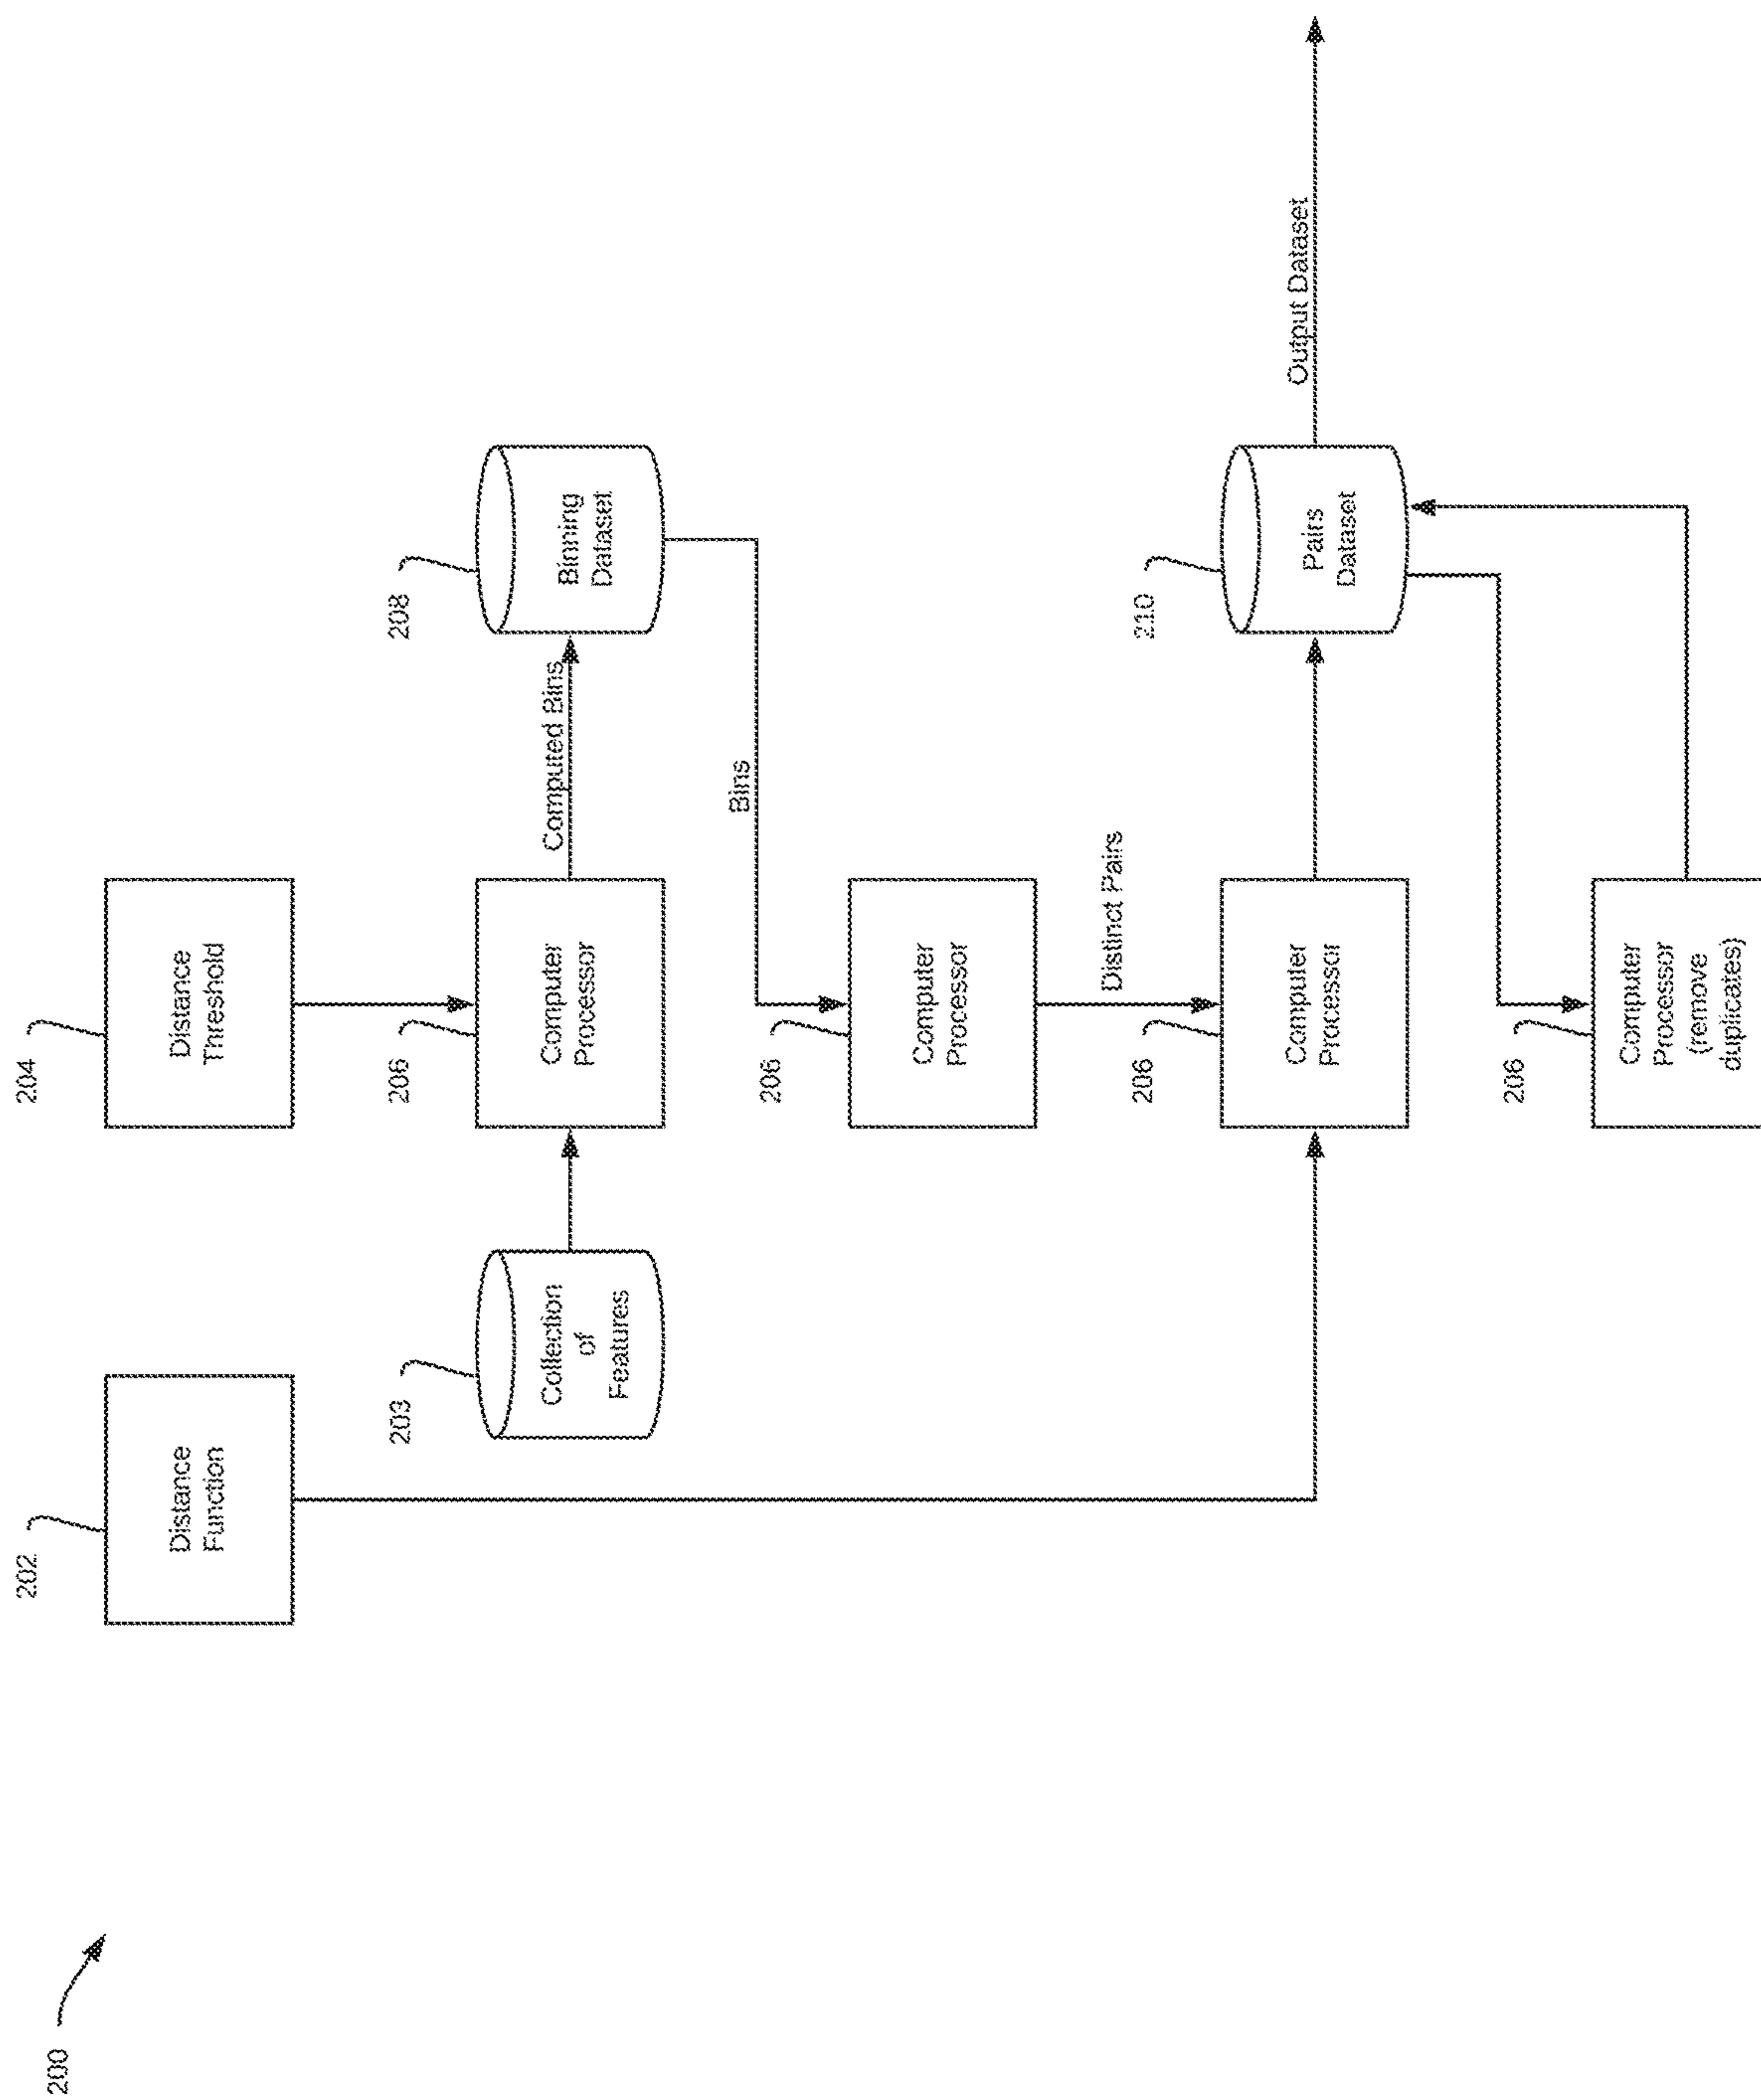 200
202
Distance
Function
204
Distance
Threshold
203
Collection
of
Features
206
Computer
Processor
Computed Bins
208
Binning
Dataset
Bins
206
Computer
Processor
Distinct Pairs
206
Computer
Processor
210
Pairs
Dataset
Output Dataset
206
Computer
Processor
(remove
duplicates)